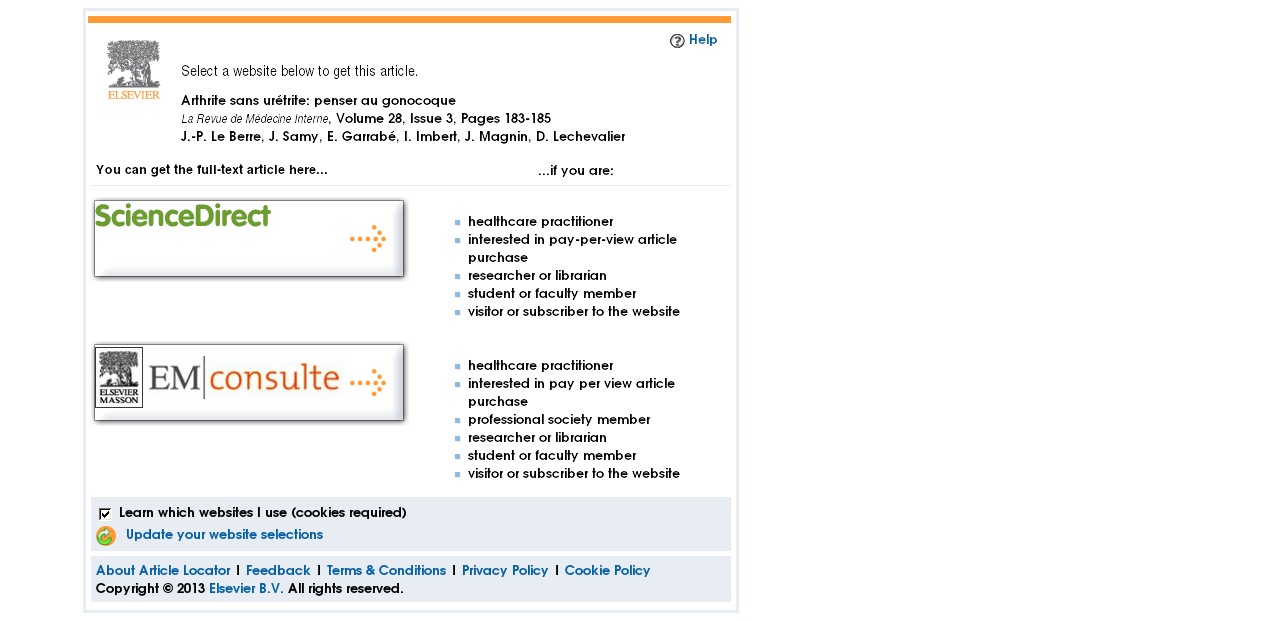 Help
ELSEVIER
Select a website below to get this article.
Arthrite sans urétrite: penser au gonocoque
La Revue de Médecine Interne, Volume 28, Issue 3, Pages 183-185
J.-P. Le Berre, J. Samy, E. Garrabé, I. Imbert, J. Magnin, D. Lechevalier
You can get the full-text article here...
...if you are:
ScienceDirect
healthcare practitioner
interested in pay-per-view article
purchase
researcher or librarian
student or faculty member
visitor or subscriber to the website
ELSEVIER
MASSON
EM consulte
healthcare practitioner
interested in pay per view article
purchase
professional society member
researcher or librarian
student or faculty member
visitor or subscriber to the website
Learn which websites I use (cookies required)
Update your website selections
About Article Locator | Feedback | Terms & Conditions | Privacy Policy | Cookie Policy
Copyright © 2013 Elsevier B.V. All rights reserved.